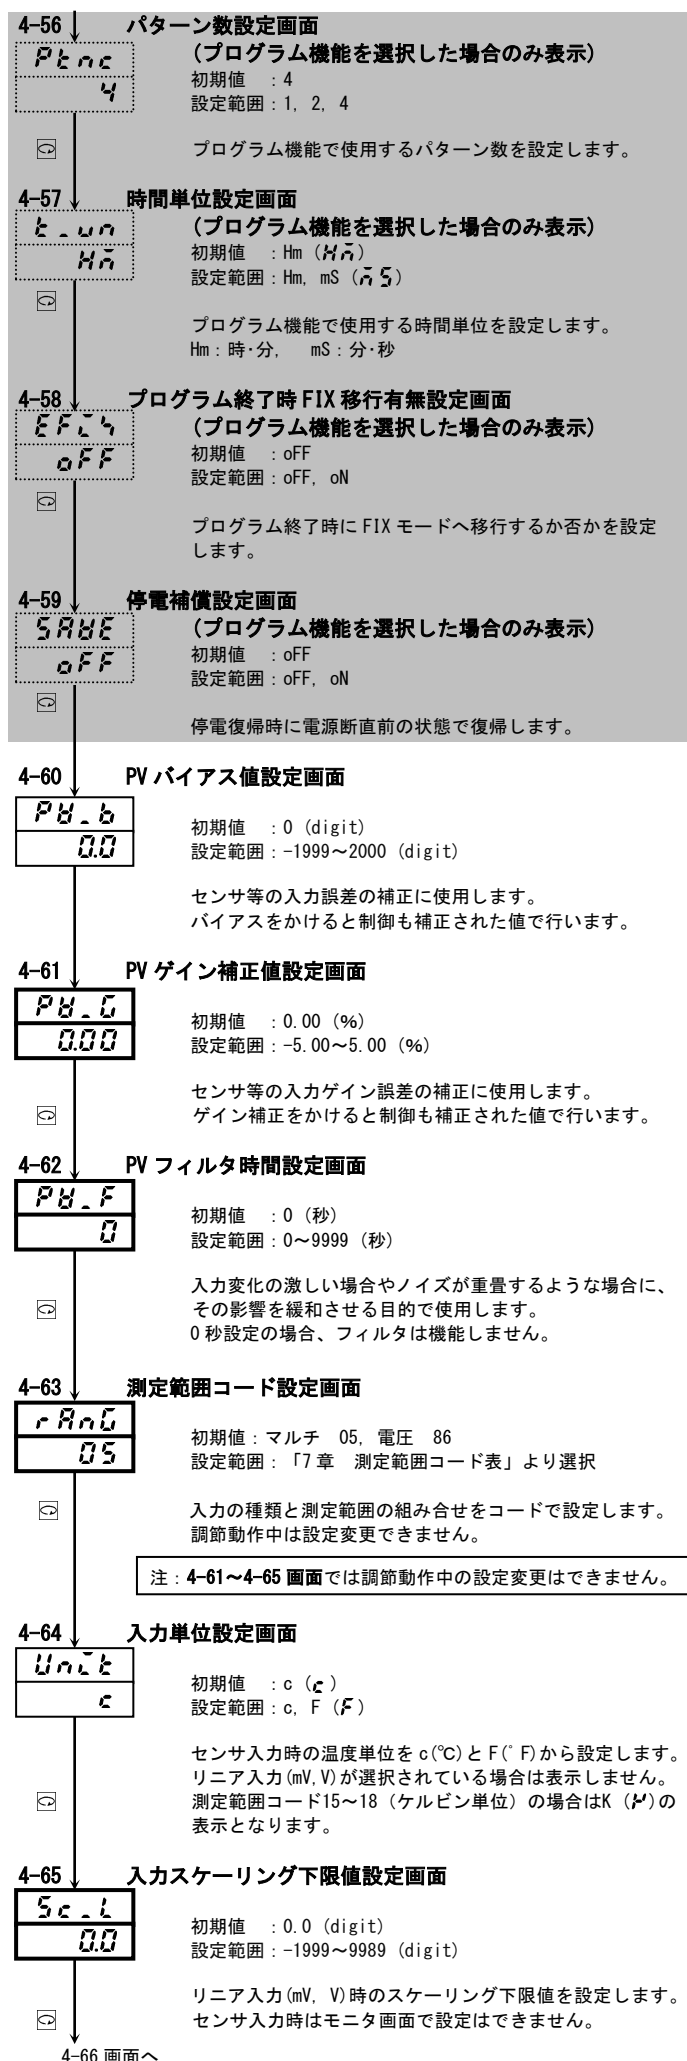 4-56 パターン数設定画面
Ptnc (プログラム機能を選択した場合のみ表示)
4 初期値 ：4
設定範囲：1, 2, 4
プログラム機能で使用するパターン数を設定します。
4-57 時間単位設定画面
t_un (プログラム機能を選択した場合のみ表示)
Hm 初期値 ：Hm (Hm)
設定範囲：Hm, mS (mS)
プログラム機能で使用する時間単位を設定します。
Hm：時･分, mS：分･秒
4-58 プログラム終了時 FIX 移行有無設定画面
EFiX (プログラム機能を選択した場合のみ表示)
oFF 初期値 ：oFF
設定範囲：oFF, oN
プログラム終了時に FIX モードへ移行するか否かを設定
します。
4-59 停電補償設定画面
SAVE (プログラム機能を選択した場合のみ表示)
oFF 初期値 ：oFF
設定範囲：oFF, oN
停電復帰時に電源断直前の状態で復帰します。
4-60 PV バイアス値設定画面
PV_b
0.0 初期値 ：0 (digit)
設定範囲：-1999～2000 (digit)
センサ等の入力誤差の補正に使用します。
バイアスをかけると制御も補正された値で行います。
4-61 PV ゲイン補正値設定画面
PV_G
0.00 初期値 ：0.00 (%)
設定範囲：-5.00～5.00 (%)
センサ等の入力ゲイン誤差の補正に使用します。
ゲイン補正をかけると制御も補正された値で行います。
4-62 PV フィルタ時間設定画面
PV_F
0 初期値 ：0 (秒)
設定範囲：0～9999 (秒)
入力変化の激しい場合やノイズが重畳するような場合に、
その影響を緩和させる目的で使用します。
0 秒設定の場合、フィルタは機能しません。
4-63 測定範囲コード設定画面
rAnG
05 初期値：マルチ 05, 電圧 86
設定範囲：「7 章 測定範囲コード表」より選択
入力の種類と測定範囲の組み合せをコードで設定します。
調節動作中は設定変更できません。
注：4-61～4-65 画面では調節動作中の設定変更はできません。
4-64 入力単位設定画面
Unit
c 初期値 ：c (c)
設定範囲：c, F (F)
センサ入力時の温度単位を c(℃)と F(ﾟF)から設定します。
リニア入力(mV,V)が選択されている場合は表示しません。
測定範囲コード15～18 (ケルビン単位) の場合はK (K)の
表示となります。
4-65 入力スケーリング下限値設定画面
Sc_L
0.0 初期値 ：0.0 (digit)
設定範囲：-1999～9989 (digit)
リニア入力(mV, V)時のスケーリング下限値を設定します。
センサ入力時はモニタ画面で設定はできません。
4-66 画面へ